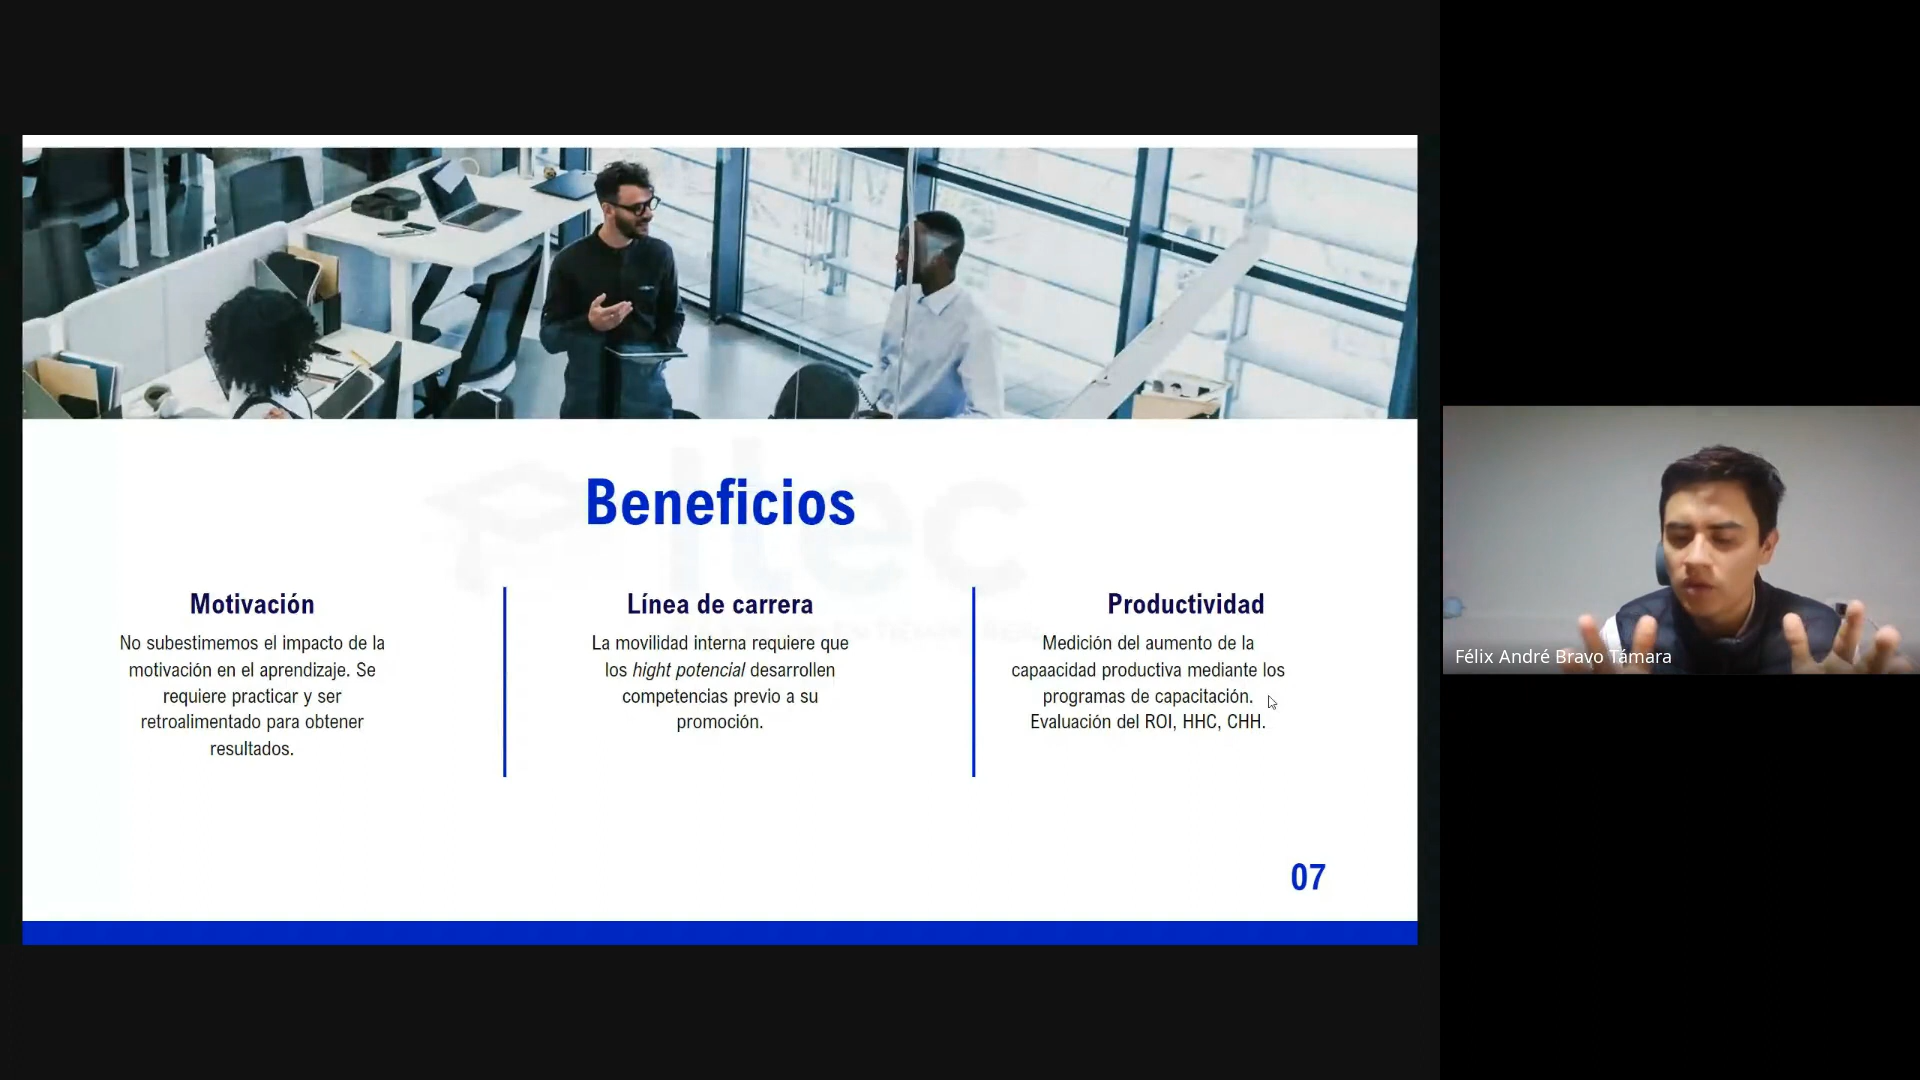 Itec
Beneficios
Motivación
No subestimemos el impacto de la
motivación en el aprendizaje. Se
requiere practicar y ser
retroalimentado para obtener
resultados.
Línea de carrera
La movilidad interna requiere que
los hight potencial desarrollen
competencias previo a su
promoción.
Productividad
Medición del aumento de la
capaacidad productiva mediante los
programas de capacitación.
Evaluación del ROI, HHC, CHH.
07
Félix André Bravo Támara